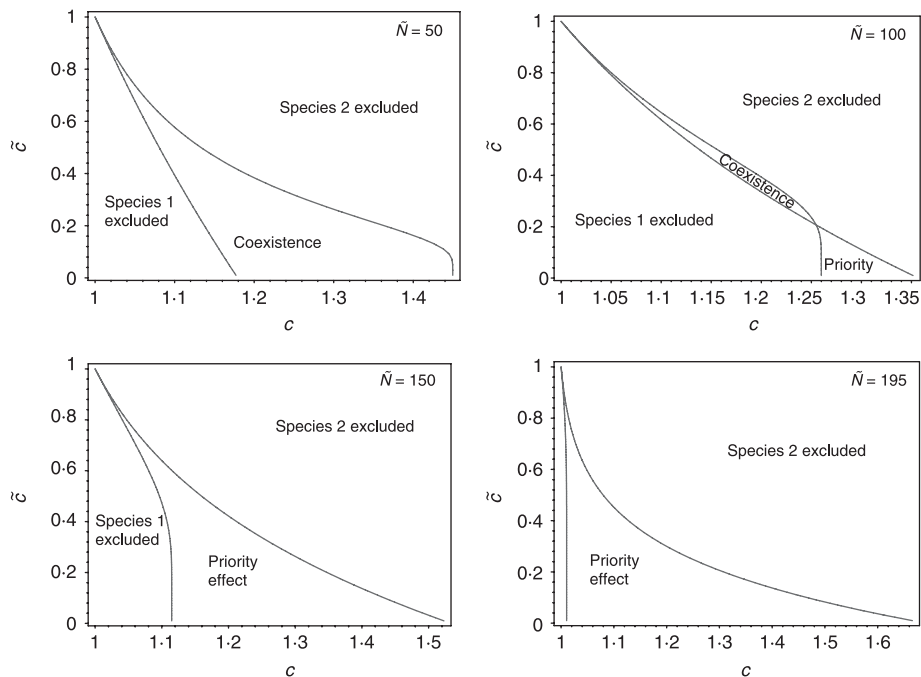 Ñ = 50
1
0·8
0·6
0·4
0·2
0
c̃
Species 2 excluded
Species 1
excluded
Coexistence
1
1·1
1·2
1·3
1·4
c
Ñ = 100
1
0·8
0·6
0·4
0·2
0
c̃
Species 2 excluded
Coexistence
Species 1 excluded
Priority
1
1·05
1·1
1·15
1·2
1·25
1·3
1·35
c
Ñ = 150
1
0·8
0·6
0·4
0·2
0
c̃
Species 2 excluded
Species 1
excluded
Priority
effect
1
1·1
1·2
1·3
1·4
1·5
c
Ñ = 195
1
0·8
0·6
0·4
0·2
0
c̃
Species 2 excluded
Priority
effect
1
1·1
1·2
1·3
1·4
1·5
1·6
c